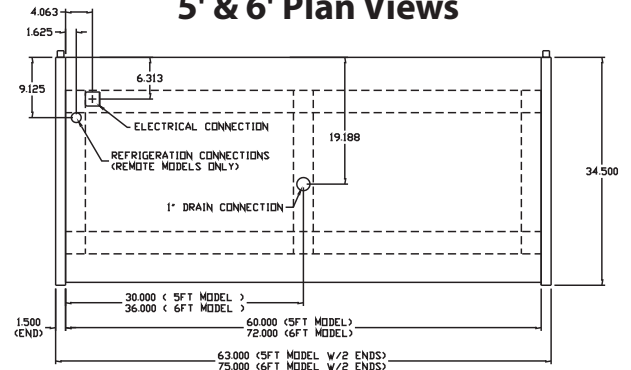 5' & 6' Plan Views
4.063
1.625
9.125
6.313
ELECTRICAL CONNECTION
19.188
REFRIGERATION CONNECTIONS
(REMOTE MODELS ONLY)
34.500
1" DRAIN CONNECTION
30.000 ( 5FT MODEL )
36.000 ( 6FT MODEL )
1.500
(END)
60.000 (5FT MODEL)
72.000 (6FT MODEL)
63.000 (5FT MODEL W/2 ENDS)
75.000 (6FT MODEL W/2 ENDS)